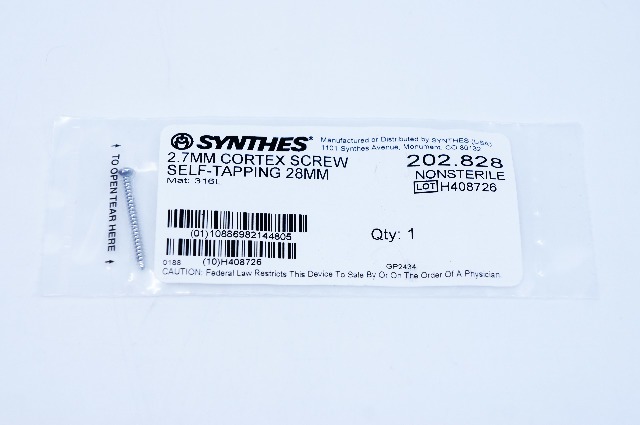 SYNTHES®
Manufactured or Distributed by SYNTHES (USA)
1101 Synthes Avenue, Monument, CO 80132
2.7MM CORTEX SCREW
SELF-TAPPING 28MM
Mat: 316L
202.828
NONSTERILE
LOT H408726
(01)10886982144805
Qty: 1
0188
(10)H408726
GP2434
CAUTION: Federal Law Restricts This Device To Sale By Or On The Order Of A Physician
TO OPEN TEAR HERE